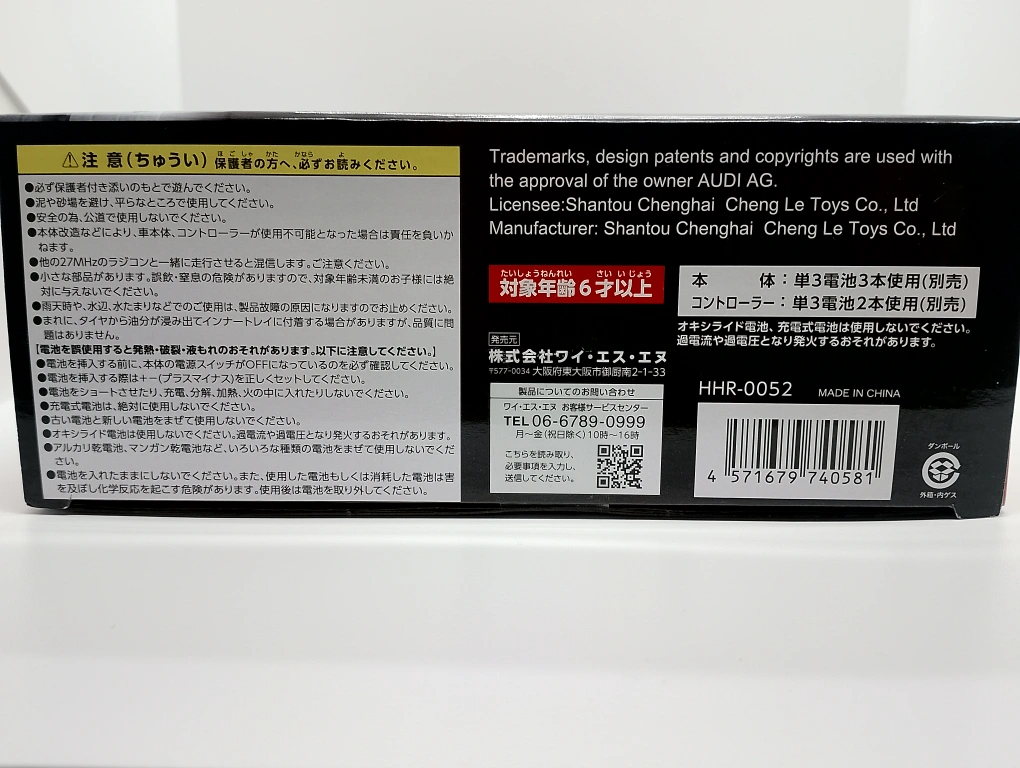 ⚠注 意(ちゅうい) 保護者の方へ、必ずお読みください。
●必ず保護者付き添いのもとで遊んでください。
●泥や砂場を避け、平らなところで使用してください。
●安全の為、公道で使用しないでください。
●本体改造などにより、車本体、コントローラーが使用不可能となった場合は責任を負いか
ねます。
●他の27MHzのラジコンと一緒に走行させると混信します。ご注意ください。
●小さな部品があります。誤飲・窒息の危険がありますので、対象年齢未満のお子様には絶
対に与えないでください。
●雨天時や、水辺、水たまりなどでのご使用は、製品故障の原因になりますのでお止めください。
●まれに、タイヤから油分が浸み出てインナートレイに付着する場合がありますが、品質に問
題はありません。
【電池を誤使用すると発熱・破裂・液もれのおそれがあります。以下に注意してください。】
●電池を挿入する前に、本体の電源スイッチがOFFになっているのを必ず確認してください。
●電池を挿入する際は+-(プラスマイナス)を正しくセットしてください。
●電池をショートさせたり、充電、分解、加熱、火の中に入れたりしないでください。
●充電式電池は、絶対に使用しないでください。
●古い電池と新しい電池をまぜて使用しないでください。
●オキシライド電池は使用しないでください。過電流や過電圧となり発火するおそれがあります。
●アルカリ乾電池、マンガン乾電池など、いろいろな種類の電池をまぜて使用しないでくだ
さい。
●電池を入れたままにしないでください。また、使用した電池もしくは消耗した電池は害
を及ぼし化学反応を起こす危険があります。使用後は電池を取り外してください。
Trademarks, design patents and copyrights are used with
the approval of the owner AUDI AG.
Licensee:Shantou Chenghai Cheng Le Toys Co., Ltd
Manufacturer: Shantou Chenghai Cheng Le Toys Co., Ltd
たいしょうねんれい さい いじょう
対象年齢6才以上
本 体:単3電池3本使用(別売)
コントローラー:単3電池2本使用(別売)
オキシライド電池、充電式電池は使用しないでください。
過電流や過電圧となり発火するおそれがあります。
発売元
株式会社ワイ・エス・エヌ
〒577-0034 大阪府東大阪市御厨南2-1-33
製品についてのお問い合わせ
ワイ・エス・エヌ お客様サービスセンター
TEL 06-6789-0999
月〜金(祝日除く)10時〜16時
こちらを読み取り、
必要事項を入力し、
送信してください。
HHR-0052 MADE IN CHINA
4 571679 740581
ダンボール
外箱・内ゲス